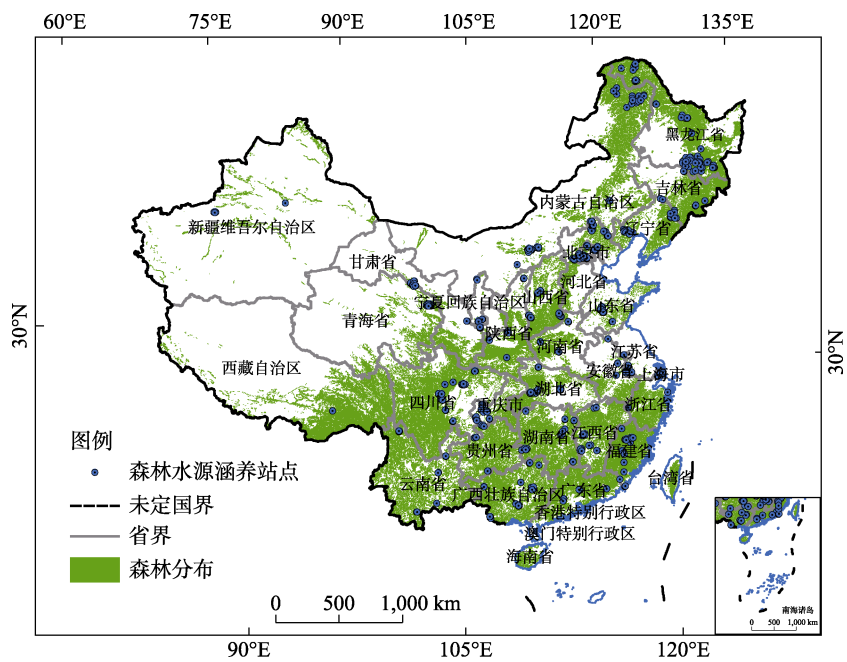 60°E 75°E 90°E 105°E 120°E 135°E
黑龙江省
吉林省
内蒙古自治区
辽宁省
新疆维吾尔自治区
北京市
甘肃省
河北省
宁夏回族自治区
山西省
山东省
青海省
陕西省
30°N
河南省
江苏省
30°N
西藏自治区
安徽省
上海市
湖北省
四川省
重庆市
浙江省
湖南省
江西省
贵州省
福建省
台湾省
云南省
广西壮族自治区
广东省
香港特别行政区
澳门特别行政区
海南省
图例
森林水源涵养站点
未定国界
省界
森林分布
0 500 1,000 km
南海诸岛
0 500 1,000 km
90°E 105°E 120°E